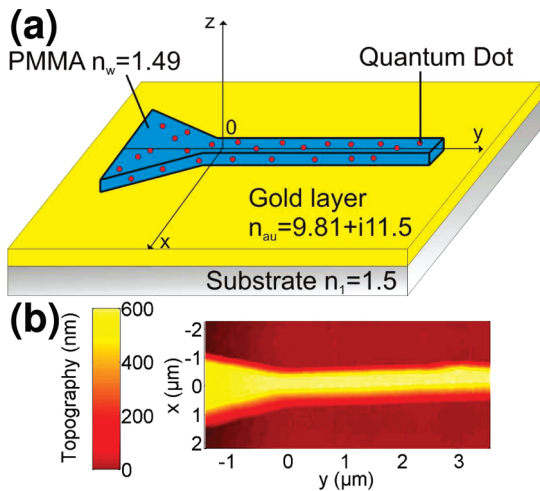 (a)
z
PMMA n_w=1.49
Quantum Dot
0
y
Gold layer
n_au=9.81+i11.5
x
Substrate n_1=1.5
(b)
Topography (nm)
600
400
200
0
x (μm)
-2
-1
0
1
2
-1 0 1 2 3
y (μm)